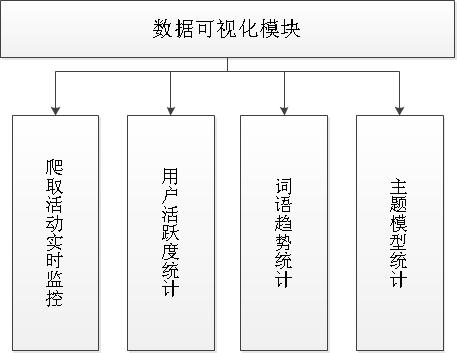 数据可视化模块
爬取活动实时监控
用户活跃度统计
词语趋势统计
主题模型统计